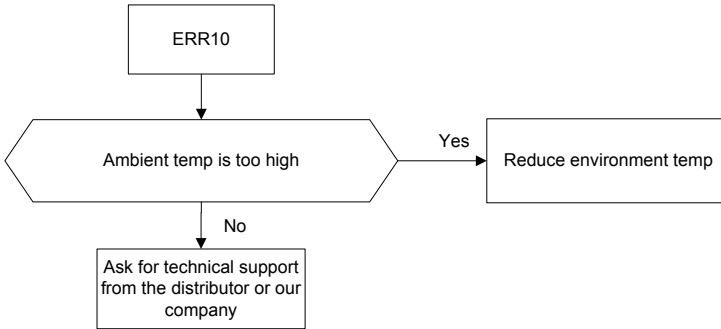 ERR10
Ambient temp is too high
Yes
Reduce environment temp
No
Ask for technical support
from the distributor or our
company